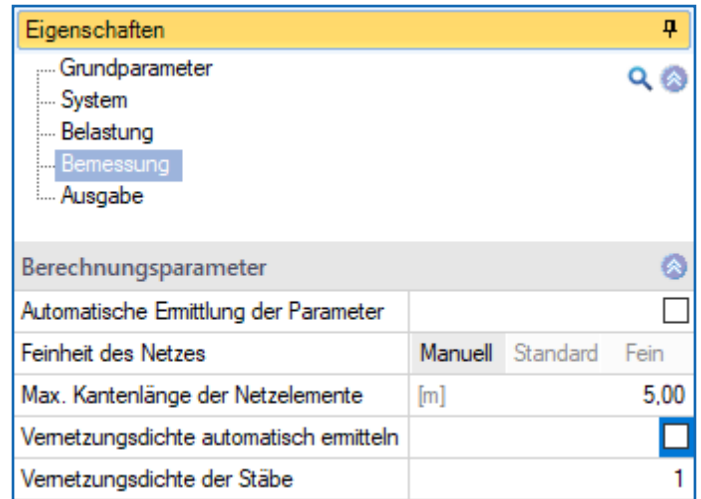 Eigenschaften
Grundparameter
System
Belastung
Bemessung
Ausgabe
Berechnungsparameter
Automatische Ermittlung der Parameter
Feinheit des Netzes Manuell Standard Fein
Max. Kantenlänge der Netzelemente [m] 5,00
Vernetzungsdichte automatisch ermitteln
Vernetzungsdichte der Stäbe 1